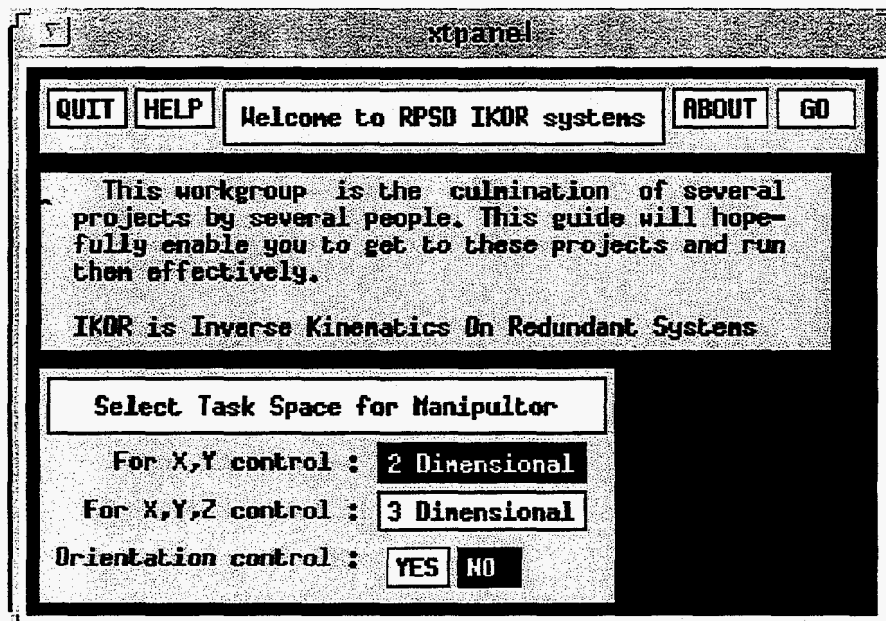 xtpanel
QUIT HELP Welcome to RPSD IKOR systems ABOUT GO
This workgroup is the culmination of several
projects by several people. This guide will hope-
fully enable you to get to these projects and run
them effectively.
IKOR is Inverse Kinematics On Redundant Systems
Select Task Space for Manipultor
For X,Y control : 2 Dimensional
For X,Y,Z control : 3 Dimensional
Orientation control : YES NO